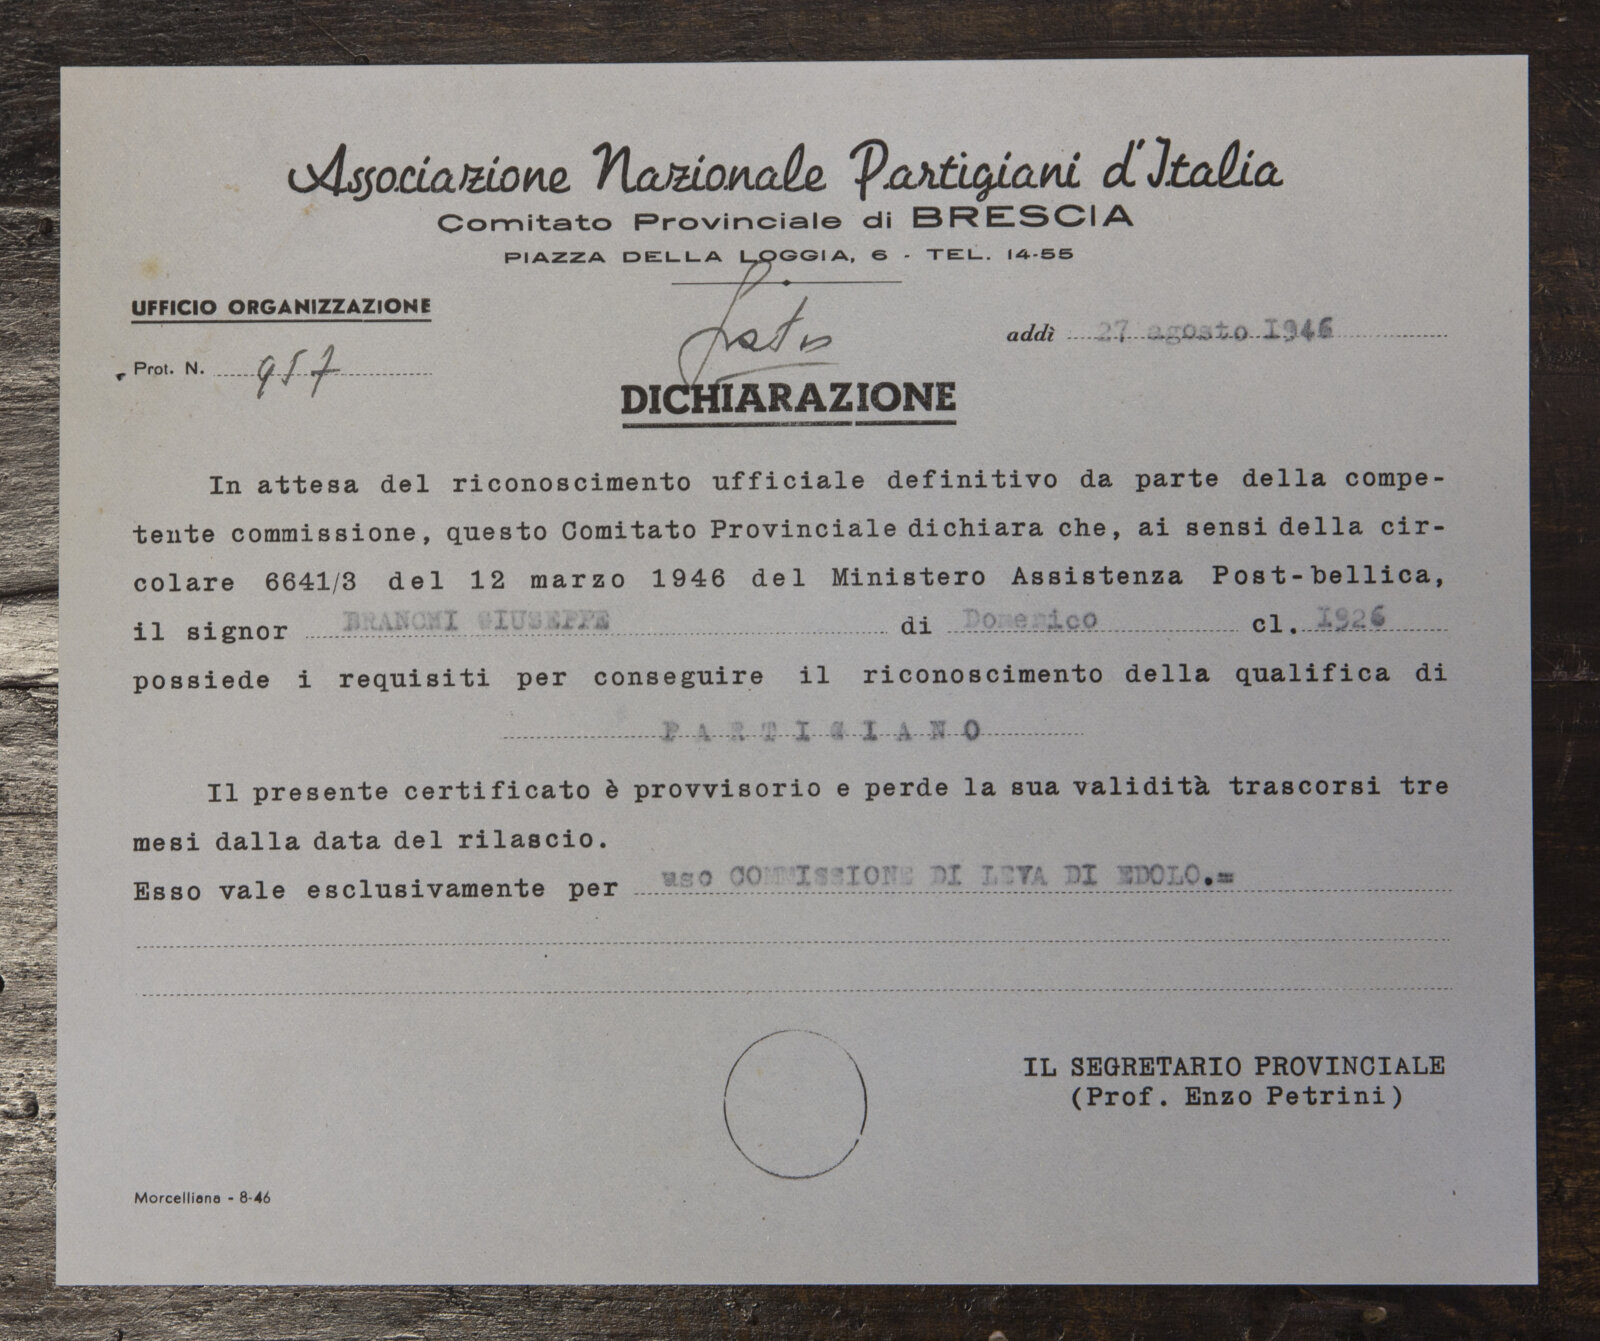 Associazione Nazionale Partigiani d'Italia
Comitato Provinciale di BRESCIA
PIAZZA DELLA LOGGIA, 6 - TEL. 14-55
UFFICIO ORGANIZZAZIONE
addì 27 agosto 1946
Prot. N. 957
DICHIARAZIONE
In attesa del riconoscimento ufficiale definitivo da parte della compe-
tente commissione, questo Comitato Provinciale dichiara che, ai sensi della cir-
colare 6641/3 del 12 marzo 1946 del Ministero Assistenza Post-bellica,
il signor BRANCHI GIUSEPPE di Domenico cl. 1926
possiede i requisiti per conseguire il riconoscimento della qualifica di
PARTIGIANO
Il presente certificato è provvisorio e perde la sua validità trascorsi tre
mesi dalla data del rilascio.
Esso vale esclusivamente per uso COMMISSIONE DI LEVA DI EDOLO.=
IL SEGRETARIO PROVINCIALE
(Prof. Enzo Petrini)
Morcelliana - 8-46